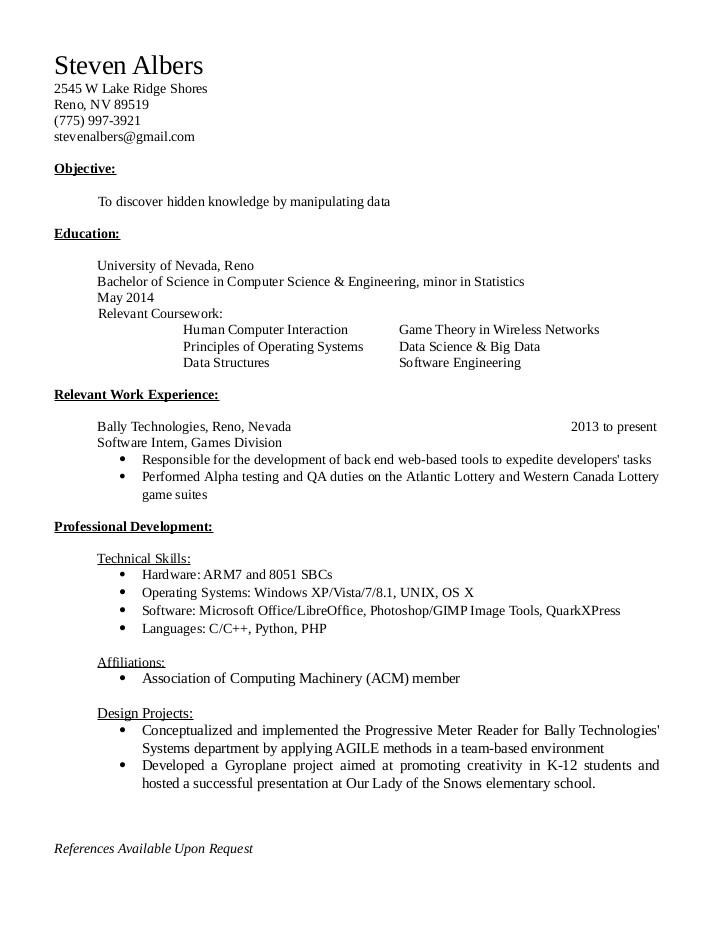 Steven Albers
2545 W Lake Ridge Shores
Reno, NV 89519
(775) 997-3921
stevenalbers@gmail.com
Objective:
To discover hidden knowledge by manipulating data
Education:
University of Nevada, Reno
Bachelor of Science in Computer Science & Engineering, minor in Statistics
May 2014
Relevant Coursework:
Human Computer Interaction Game Theory in Wireless Networks
Principles of Operating Systems Data Science & Big Data
Data Structures Software Engineering
Relevant Work Experience:
Bally Technologies, Reno, Nevada 2013 to present
Software Intern, Games Division
• Responsible for the development of back end web-based tools to expedite developers' tasks
• Performed Alpha testing and QA duties on the Atlantic Lottery and Western Canada Lottery
game suites
Professional Development:
Technical Skills:
• Hardware: ARM7 and 8051 SBCs
• Operating Systems: Windows XP/Vista/7/8.1, UNIX, OS X
• Software: Microsoft Office/LibreOffice, Photoshop/GIMP Image Tools, QuarkXPress
• Languages: C/C++, Python, PHP
Affiliations:
• Association of Computing Machinery (ACM) member
Design Projects:
• Conceptualized and implemented the Progressive Meter Reader for Bally Technologies'
Systems department by applying AGILE methods in a team-based environment
• Developed a Gyroplane project aimed at promoting creativity in K-12 students and
hosted a successful presentation at Our Lady of the Snows elementary school.
References Available Upon Request